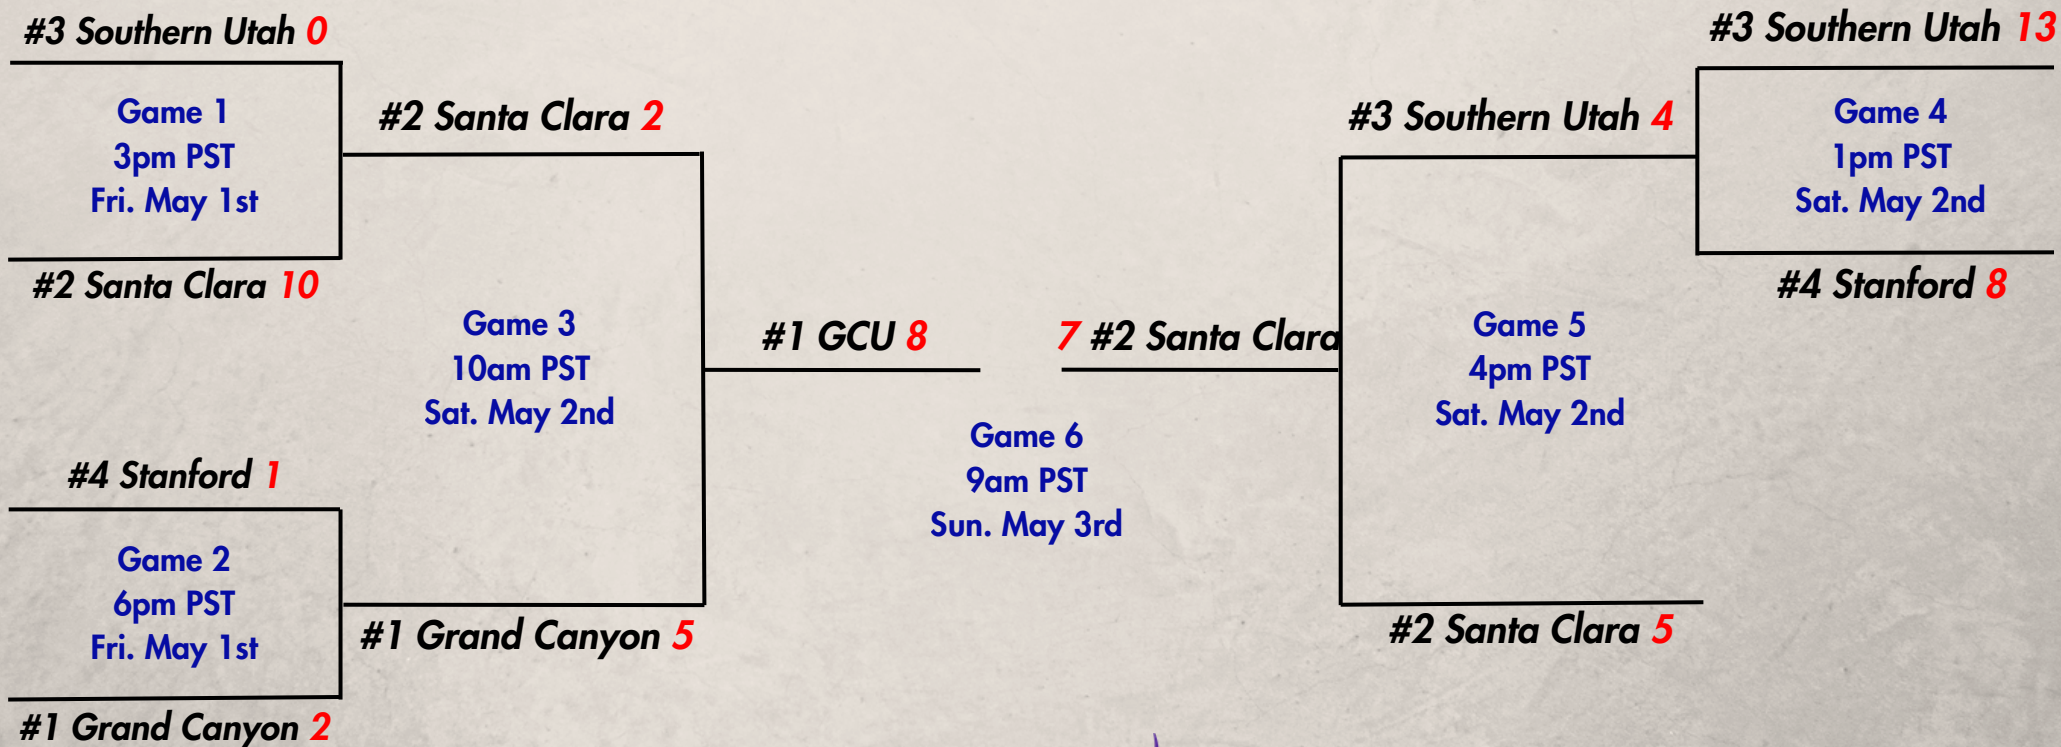 #3 Southern Utah 0
Game 1
3pm PST
Fri. May 1st
#2 Santa Clara 10
#2 Santa Clara 2
Game 3
10am PST
Sat. May 2nd
#4 Stanford 1
Game 2
6pm PST
Fri. May 1st
#1 Grand Canyon 2
#1 Grand Canyon 5
#1 GCU 8
7 #2 Santa Clara
Game 6
9am PST
Sun. May 3rd
#3 Southern Utah 4
Game 5
4pm PST
Sat. May 2nd
#2 Santa Clara 5
#3 Southern Utah 13
Game 4
1pm PST
Sat. May 2nd
#4 Stanford 8